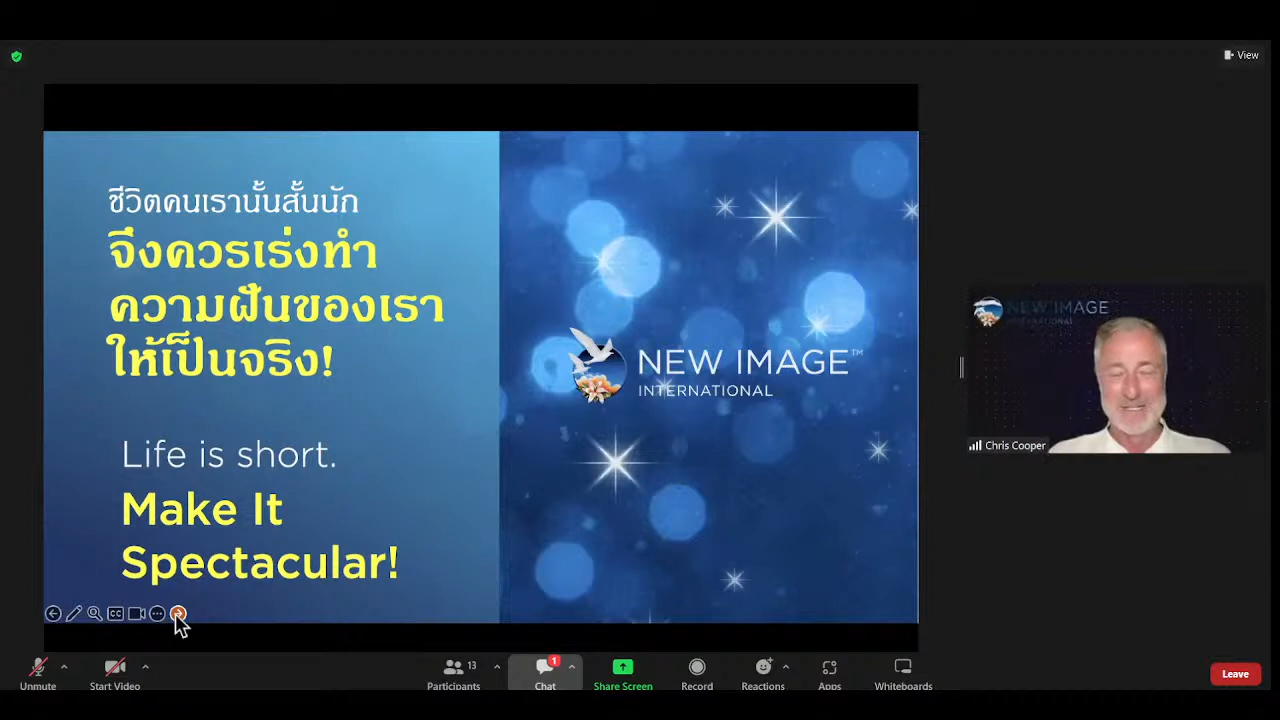 View
ชีวิตคนเรานั้นสั้นนัก
จึงควรเร่งทำ
ความฝันของเรา
ให้เป็นจริง!
Life is short.
Make It
Spectacular!
NEW IMAGE™
INTERNATIONAL
NEW IMAGE
INTERNATIONAL
Chris Cooper
CC
Unmute
Start Video
13
Participants
1
Chat
Share Screen
Record
Reactions
Apps
Whiteboards
Leave